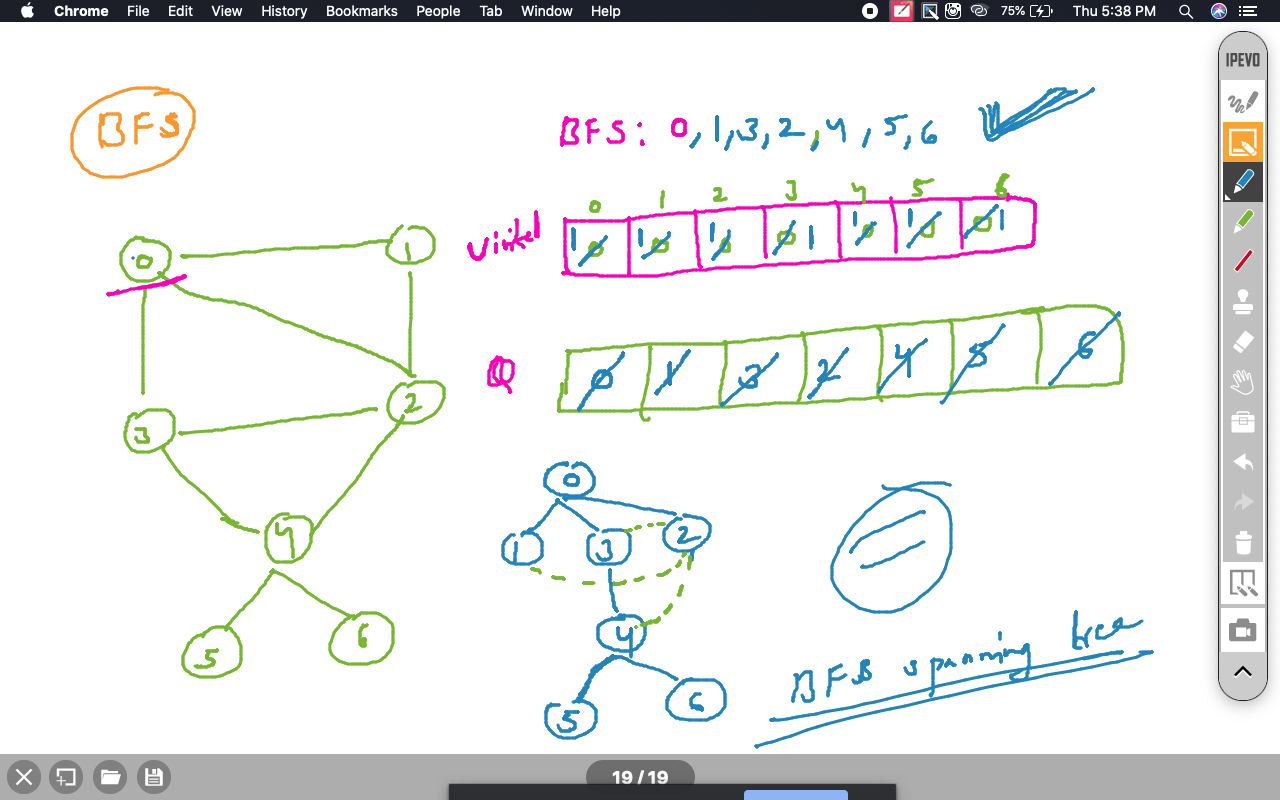 Chrome File Edit View History Bookmarks People Tab Window Help 75% Thu 5:38 PM
IPEVO
BFS
BFS: 0, 1, 3, 2, 4, 5, 6
0 1 2 3 4 5 6
Visited
1 0 1 0 1 0 0 1 1 0 1 0 0 1
Q 0 1 3 2 4 5 6
0 1
3 2
4
5 6
0
1 3 2
4
5 6
BFS spanning tree
19 / 19